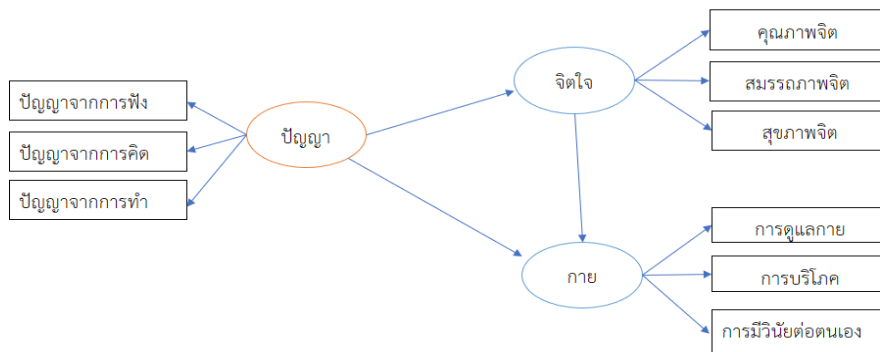 คุณภาพจิต
จิตใจ
สมรรถภาพจิต
ปัญญาจากการฟัง
ปัญญา
สุขภาพจิต
ปัญญาจากการคิด
ปัญญาจากการทำ
การดูแลกาย
กาย
การบริโภค
การมีวินัยต่อตนเอง